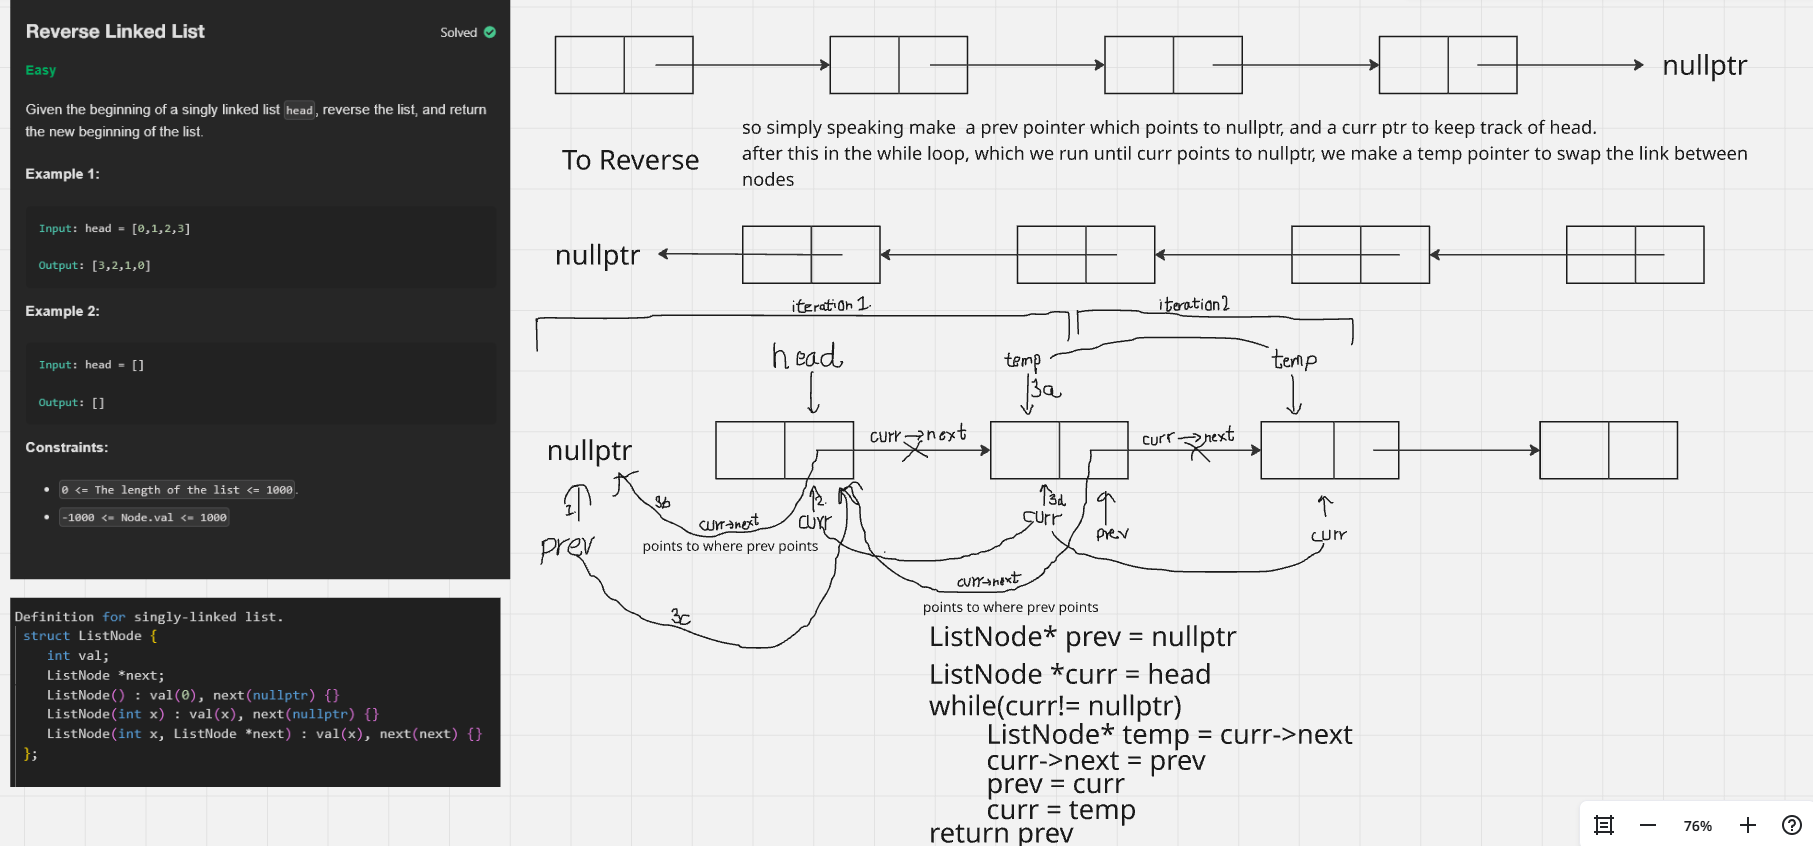 Reverse Linked List
Solved
Easy
Given the beginning of a singly linked list head, reverse the list, and return
the new beginning of the list.
Example 1:
Input: head = [0,1,2,3]
Output: [3,2,1,0]
Example 2:
Input: head = []
Output: []
Constraints:
• 0 <= The length of the list <= 1000.
• -1000 <= Node.val <= 1000
Definition for singly-linked list.
struct ListNode {
int val;
ListNode *next;
ListNode() : val(0), next(nullptr) {}
ListNode(int x) : val(x), next(nullptr) {}
ListNode(int x, ListNode *next) : val(x), next(next) {}
};
nullptr
so simply speaking make a prev pointer which points to nullptr, and a curr ptr to keep track of head.
To Reverse
after this in the while loop, which we run until curr points to nullptr, we make a temp pointer to swap the link between
nodes
nullptr
iteration 1
iteration2
head
temp
temp
3a
nullptr
curr→next
curr→next
1.
3b
2.
3d
curr→next
curr
curr
prev
curr
prev
points to where prev points
curr→next
points to where prev points
3c
ListNode* prev = nullptr
ListNode *curr = head
while(curr!= nullptr)
ListNode* temp = curr->next
curr->next = prev
prev = curr
curr = temp
return prev
76%